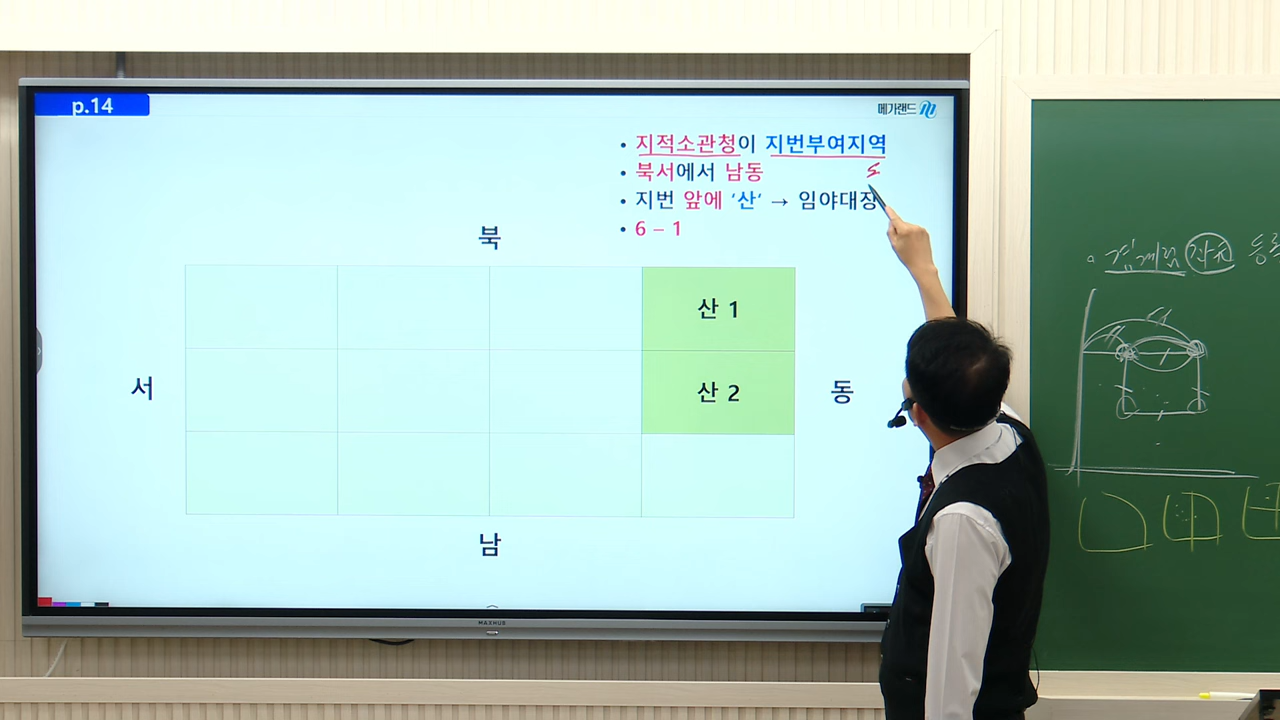 p.14
메가랜드
• 지적소관청이 지번부여지역
• 북서에서 남동
• 지번 앞에 '산' → 임야대장
• 6 – 1
북
산 1
서
산 2
동
남
MAXHUB